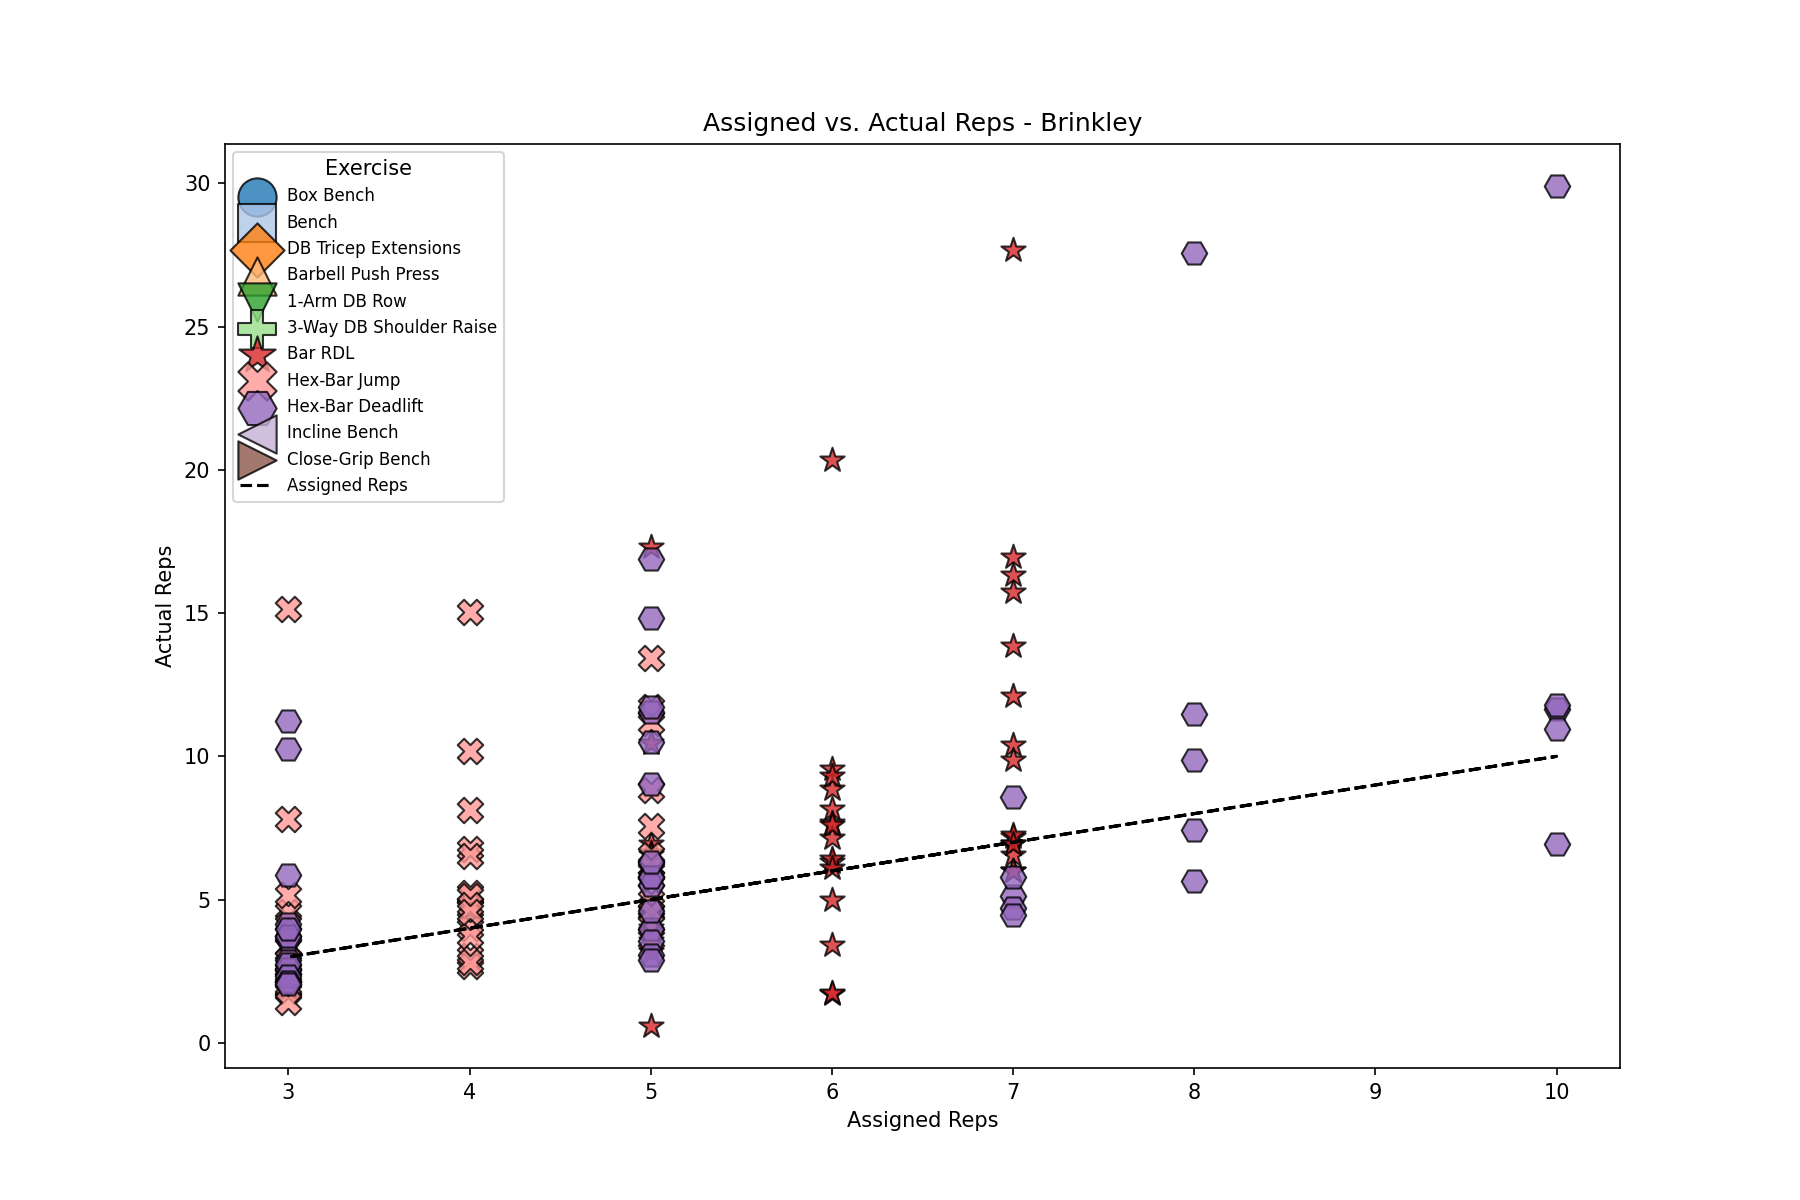 Assigned vs. Actual Reps - Brinkley
Exercise
Box Bench
Bench
DB Tricep Extensions
Barbell Push Press
1-Arm DB Row
3-Way DB Shoulder Raise
Bar RDL
Hex-Bar Jump
Hex-Bar Deadlift
Incline Bench
Close-Grip Bench
Assigned Reps
30
25
20
15
10
5
0
Actual Reps
3 4 5 6 7 8 9 10
Assigned Reps